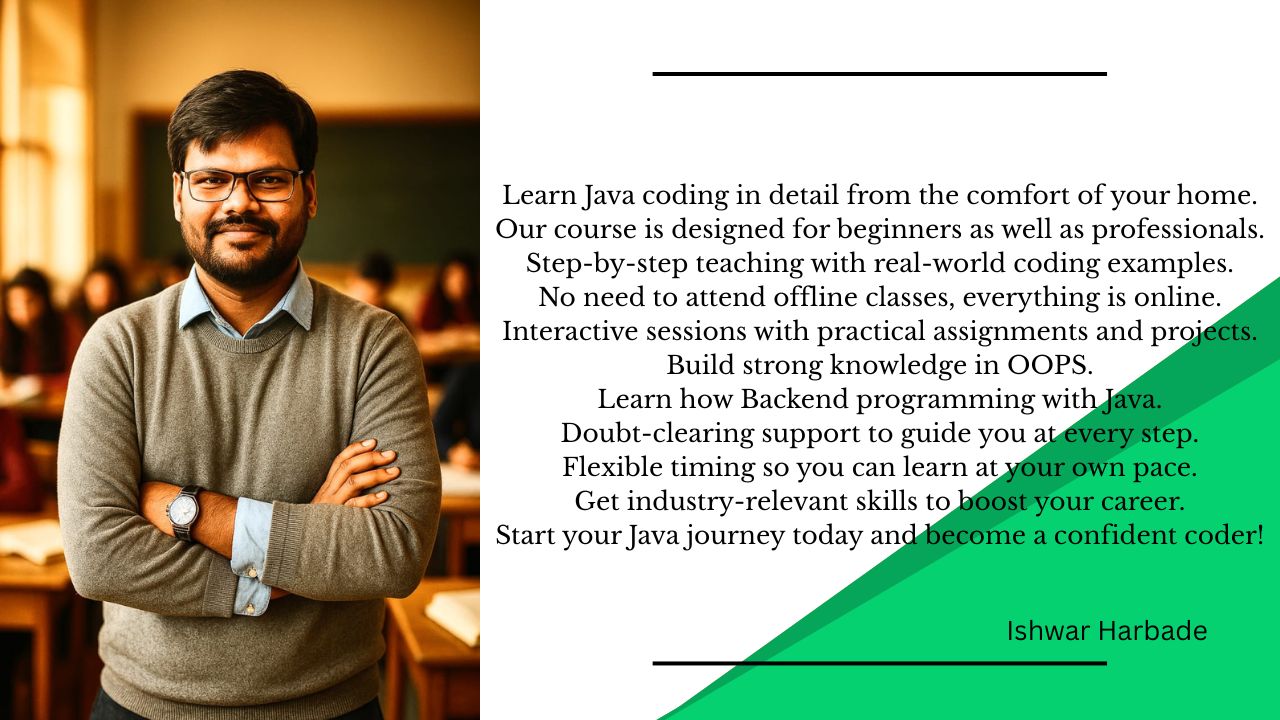 Learn Java coding in detail from the comfort of your home.
Our course is designed for beginners as well as professionals.
Step-by-step teaching with real-world coding examples.
No need to attend offline classes, everything is online.
Interactive sessions with practical assignments and projects.
Build strong knowledge in OOPS.
Learn how Backend programming with Java.
Doubt-clearing support to guide you at every step.
Flexible timing so you can learn at your own pace.
Get industry-relevant skills to boost your career.
Start your Java journey today and become a confident coder!
Ishwar Harbade